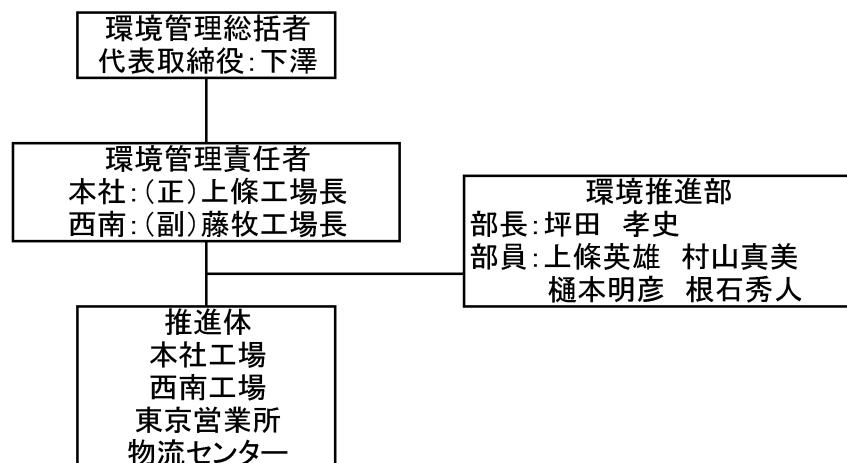 環境管理総括者
代表取締役：下澤
環境管理責任者
本社：（正）上條工場長
西南：（副）藤牧工場長
環境推進部
部長：坪田　孝史
部員：上條英雄　村山真美
樋本明彦　根石秀人
推進体
本社工場
西南工場
東京営業所
物流センター